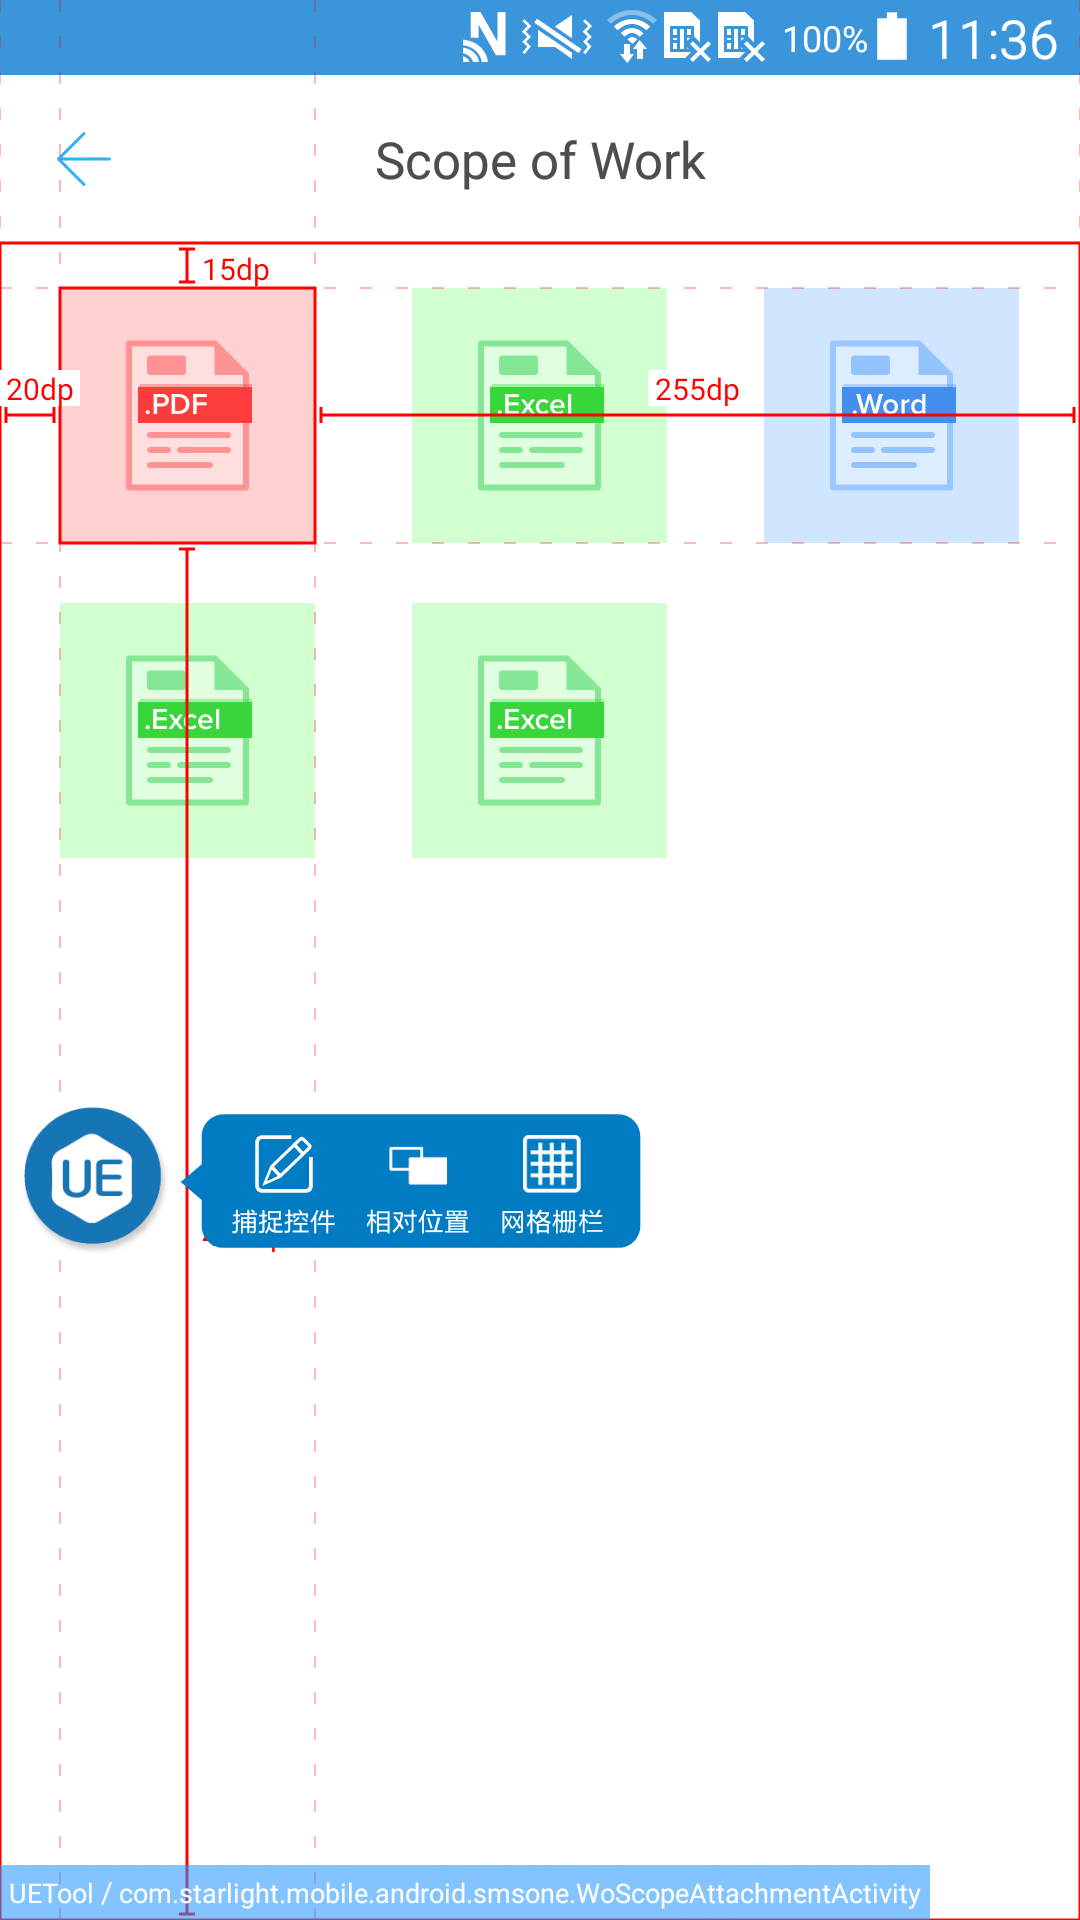 100% 11:36
Scope of Work
15dp
20dp
255dp
.PDF
.Excel
.Word
.Excel
.Excel
UE
捕捉控件 相对位置 网格栅栏
UETool / com.starlight.mobile.android.smsone.WoScopeAttachmentActivity